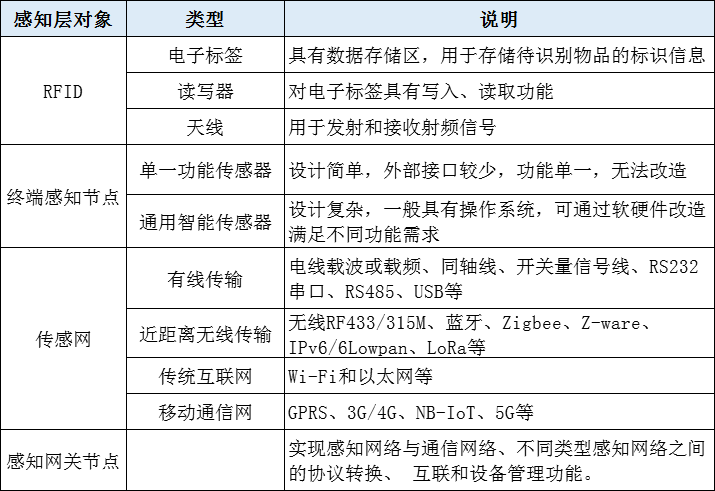 感知层对象 类型 说明
RFID
电子标签 具有数据存储区，用于存储待识别物品的标识信息
读写器 对电子标签具有写入、读取功能
天线 用于发射和接收射频信号
终端感知节点
单一功能传感器 设计简单，外部接口较少，功能单一，无法改造
通用智能传感器 设计复杂，一般具有操作系统，可通过软硬件改造
满足不同功能需求
传感网
有线传输 电线载波或载频、同轴线、开关量信号线、RS232
串口、RS485、USB等
近距离无线传输 无线RF433/315M、蓝牙、Zigbee、Z-ware、
IPv6/6Lowpan、LoRa等
传统互联网 Wi-Fi和以太网等
移动通信网 GPRS、3G/4G、NB-IoT、5G等
感知网关节点 实现感知网络与通信网络、不同类型感知网络之间
的协议转换、 互联和设备管理功能。